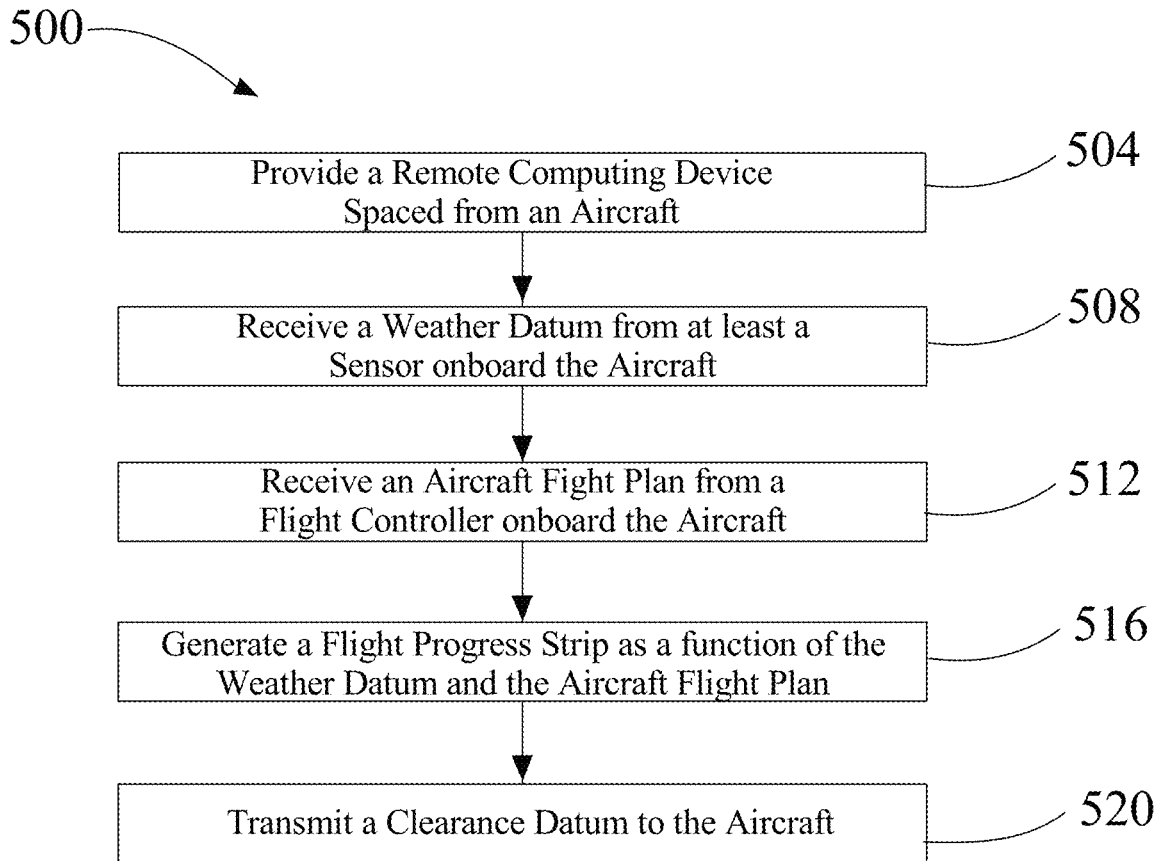 500
Provide a Remote Computing Device
Spaced from an Aircraft
504
Receive a Weather Datum from at least a
Sensor onboard the Aircraft
508
Receive an Aircraft Fight Plan from a
Flight Controller onboard the Aircraft
512
Generate a Flight Progress Strip as a function of the
Weather Datum and the Aircraft Flight Plan
516
Transmit a Clearance Datum to the Aircraft
520